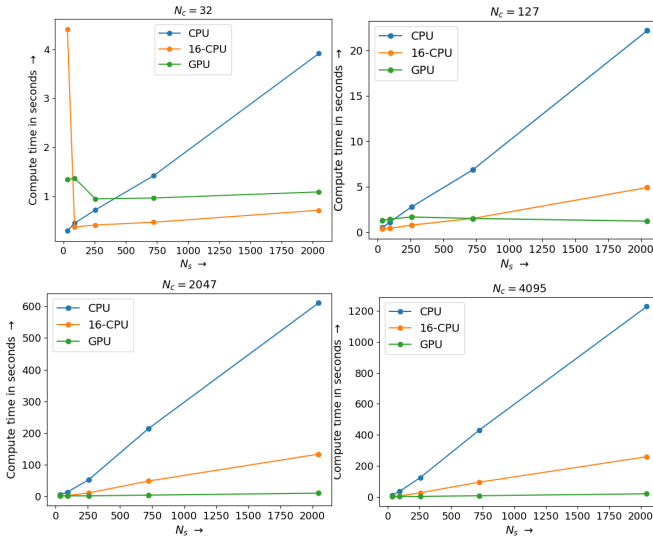 N_c = 32
Compute time in seconds →
4
3
2
1
CPU
16-CPU
GPU
0 250 500 750 1000 1250 1500 1750 2000
N_s →
N_c = 127
Compute time in seconds →
20
15
10
5
0
CPU
16-CPU
GPU
0 250 500 750 1000 1250 1500 1750 2000
N_s →
N_c = 2047
Compute time in seconds →
600
500
400
300
200
100
0
CPU
16-CPU
GPU
0 250 500 750 1000 1250 1500 1750 2000
N_s →
N_c = 4095
Compute time in seconds →
1200
1000
800
600
400
200
0
CPU
16-CPU
GPU
0 250 500 750 1000 1250 1500 1750 2000
N_s →